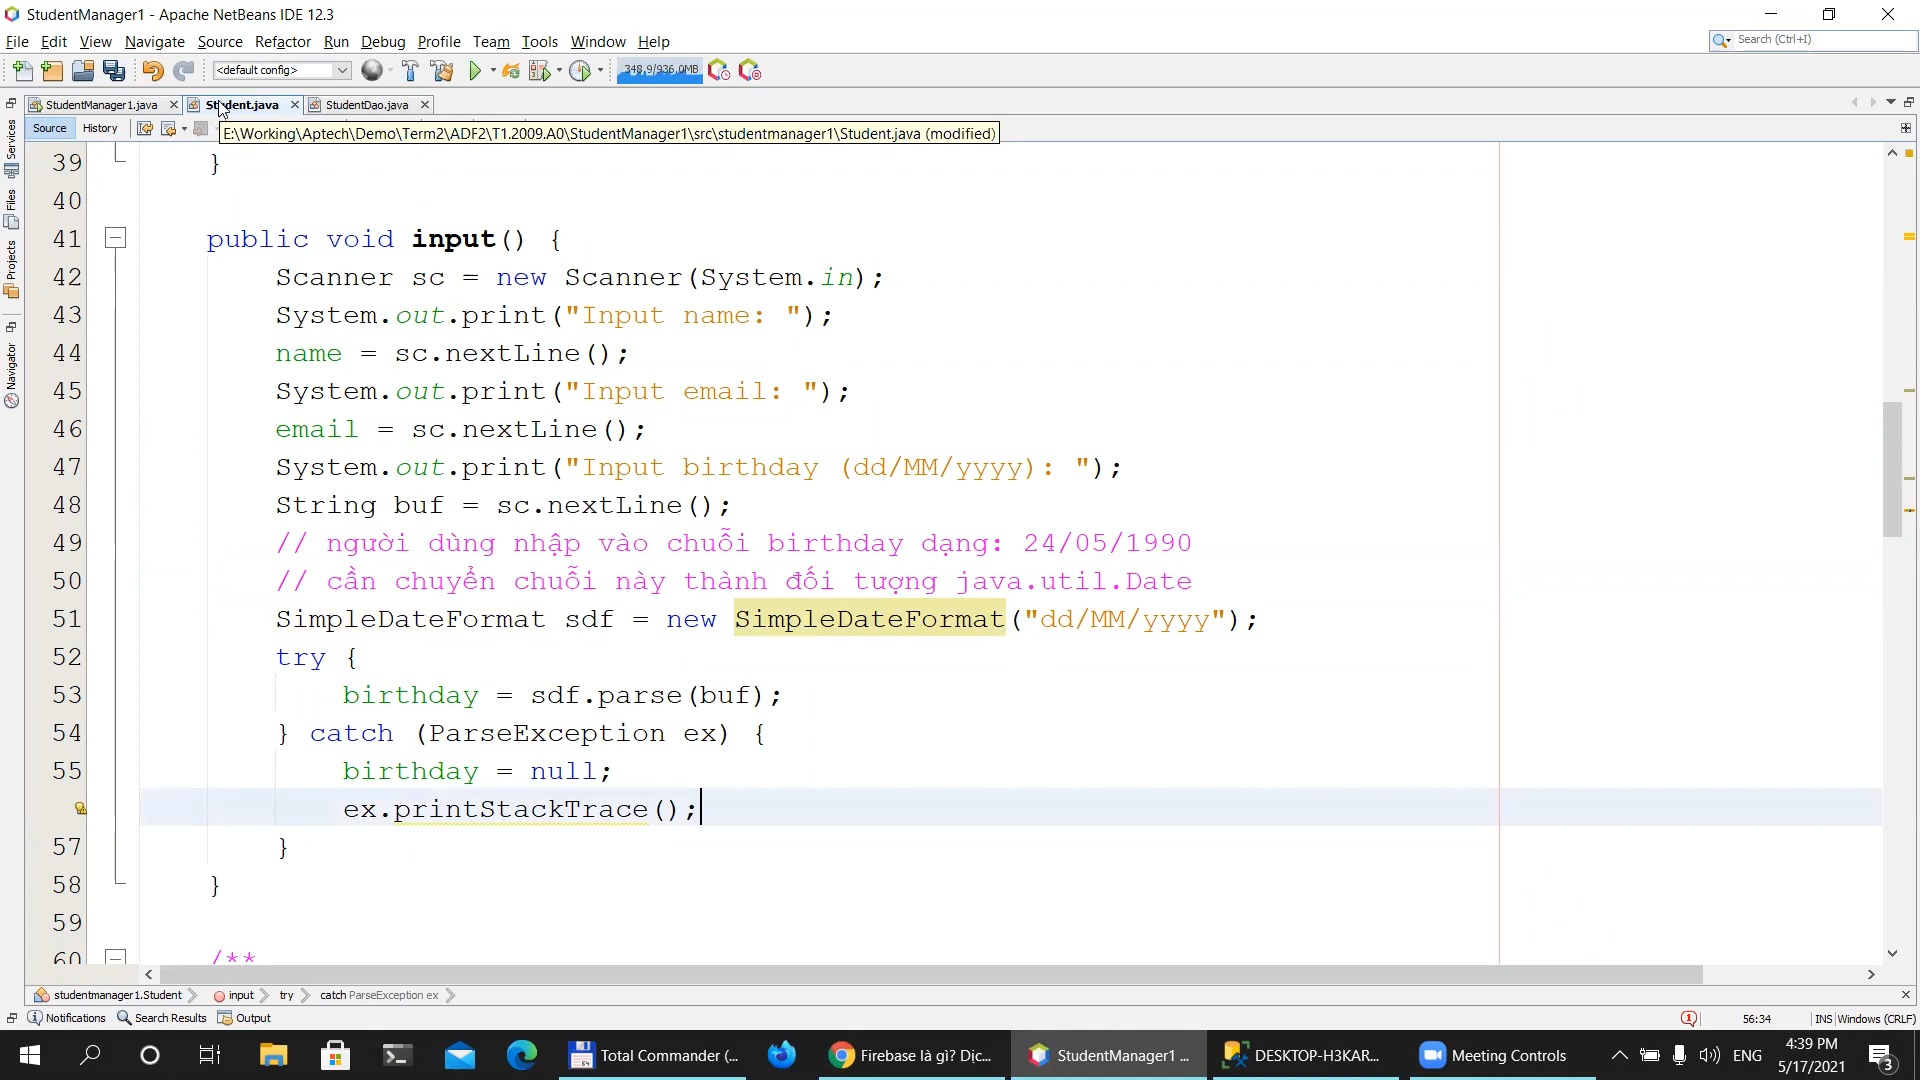 StudentManager1 - Apache NetBeans IDE 12.3
File Edit View Navigate Source Refactor Run Debug Profile Team Tools Window Help
Search (Ctrl+I)
<default config>
348,9/936,0MB
StudentManager1.java Student.java StudentDao.java
Source History
E:\Working\Aptech\Demo\Term2\ADF2\T1.2009.A0\StudentManager1\src\studentmanager1\Student.java (modified)
Services
Files
Projects
Navigator
39 }
40
41 public void input() {
42 Scanner sc = new Scanner(System.in);
43 System.out.print("Input name: ");
44 name = sc.nextLine();
45 System.out.print("Input email: ");
46 email = sc.nextLine();
47 System.out.print("Input birthday (dd/MM/yyyy): ");
48 String buf = sc.nextLine();
49 // người dùng nhập vào chuỗi birthday dạng: 24/05/1990
50 // cần chuyển chuỗi này thành đối tượng java.util.Date
51 SimpleDateFormat sdf = new SimpleDateFormat("dd/MM/yyyy");
52 try {
53 birthday = sdf.parse(buf);
54 } catch (ParseException ex) {
55 birthday = null;
ex.printStackTrace();
57 }
58 }
59
60 /**
studentmanager1.Student input try catch ParseException ex
Notifications Search Results Output
1 56:34 INS Windows (CRLF)
Total Commander (... Firebase là gì? Dịc... StudentManager1 ... DESKTOP-H3KAR... Meeting Controls ENG
4:39 PM
5/17/2021
3